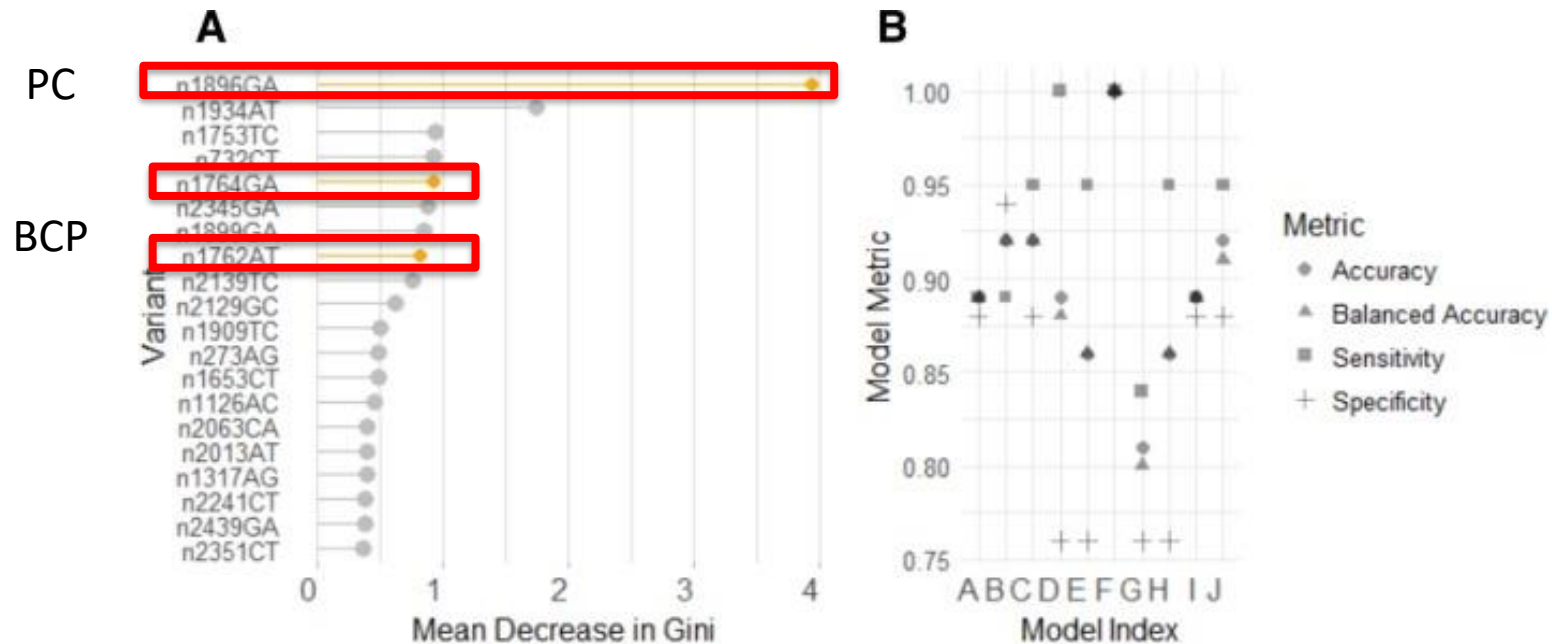 A
PC
n1896GA
n1934AT
n1753TC
n732CT
n1764GA
n2345GA
n1899GA
BCP
n1762AT
n2139TC
n2129GC
n1909TC
n273AG
n1653CT
n1126AC
n2063CA
n2013AT
n1317AG
n2241CT
n2439GA
n2351CT
Variant
0 1 2 3 4
Mean Decrease in Gini
B
1.00
0.95
0.90
0.85
0.80
0.75
Model Metric
A B C D E F G H I J
Model Index
Metric
Accuracy
Balanced Accuracy
Sensitivity
Specificity